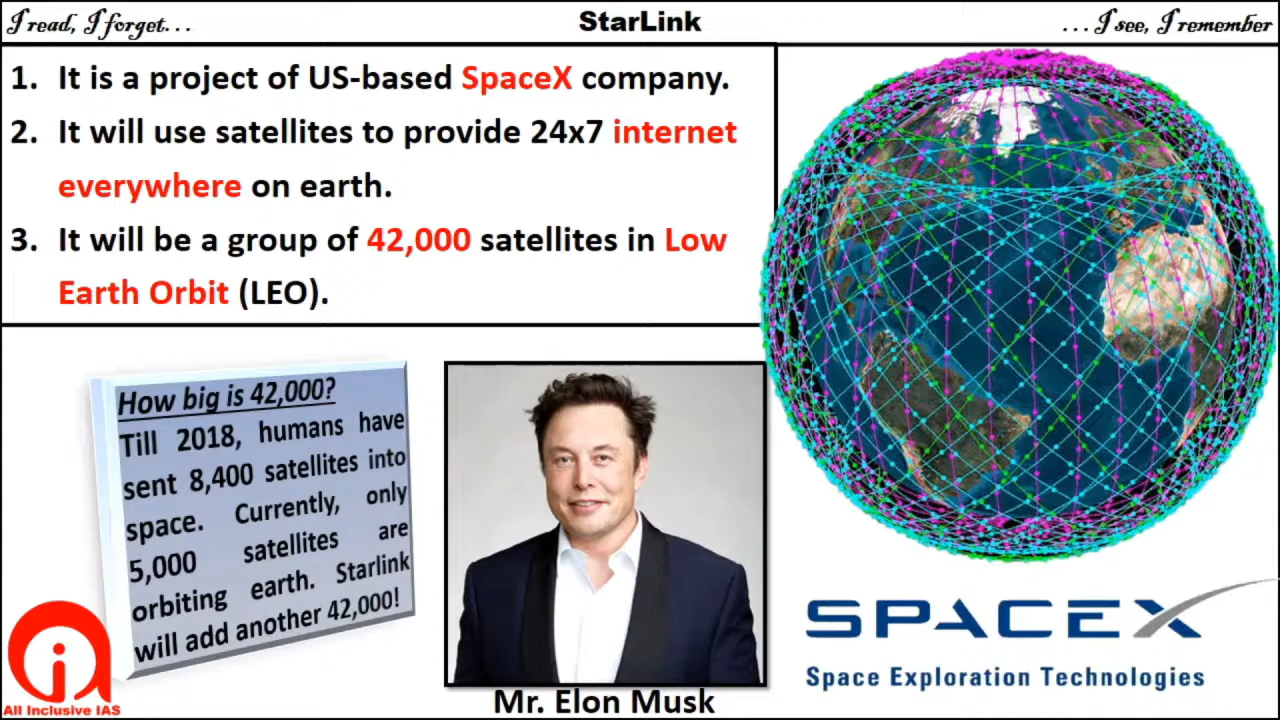 I read, I forget...
StarLink
...I see, I remember
1. It is a project of US-based SpaceX company.
2. It will use satellites to provide 24x7 internet
everywhere on earth.
3. It will be a group of 42,000 satellites in Low
Earth Orbit (LEO).
How big is 42,000?
Till 2018, humans have
sent 8,400 satellites into
space. Currently, only
5,000 satellites are
orbiting earth. Starlink
will add another 42,000!
All Inclusive IAS
Mr. Elon Musk
SPACEX
Space Exploration Technologies